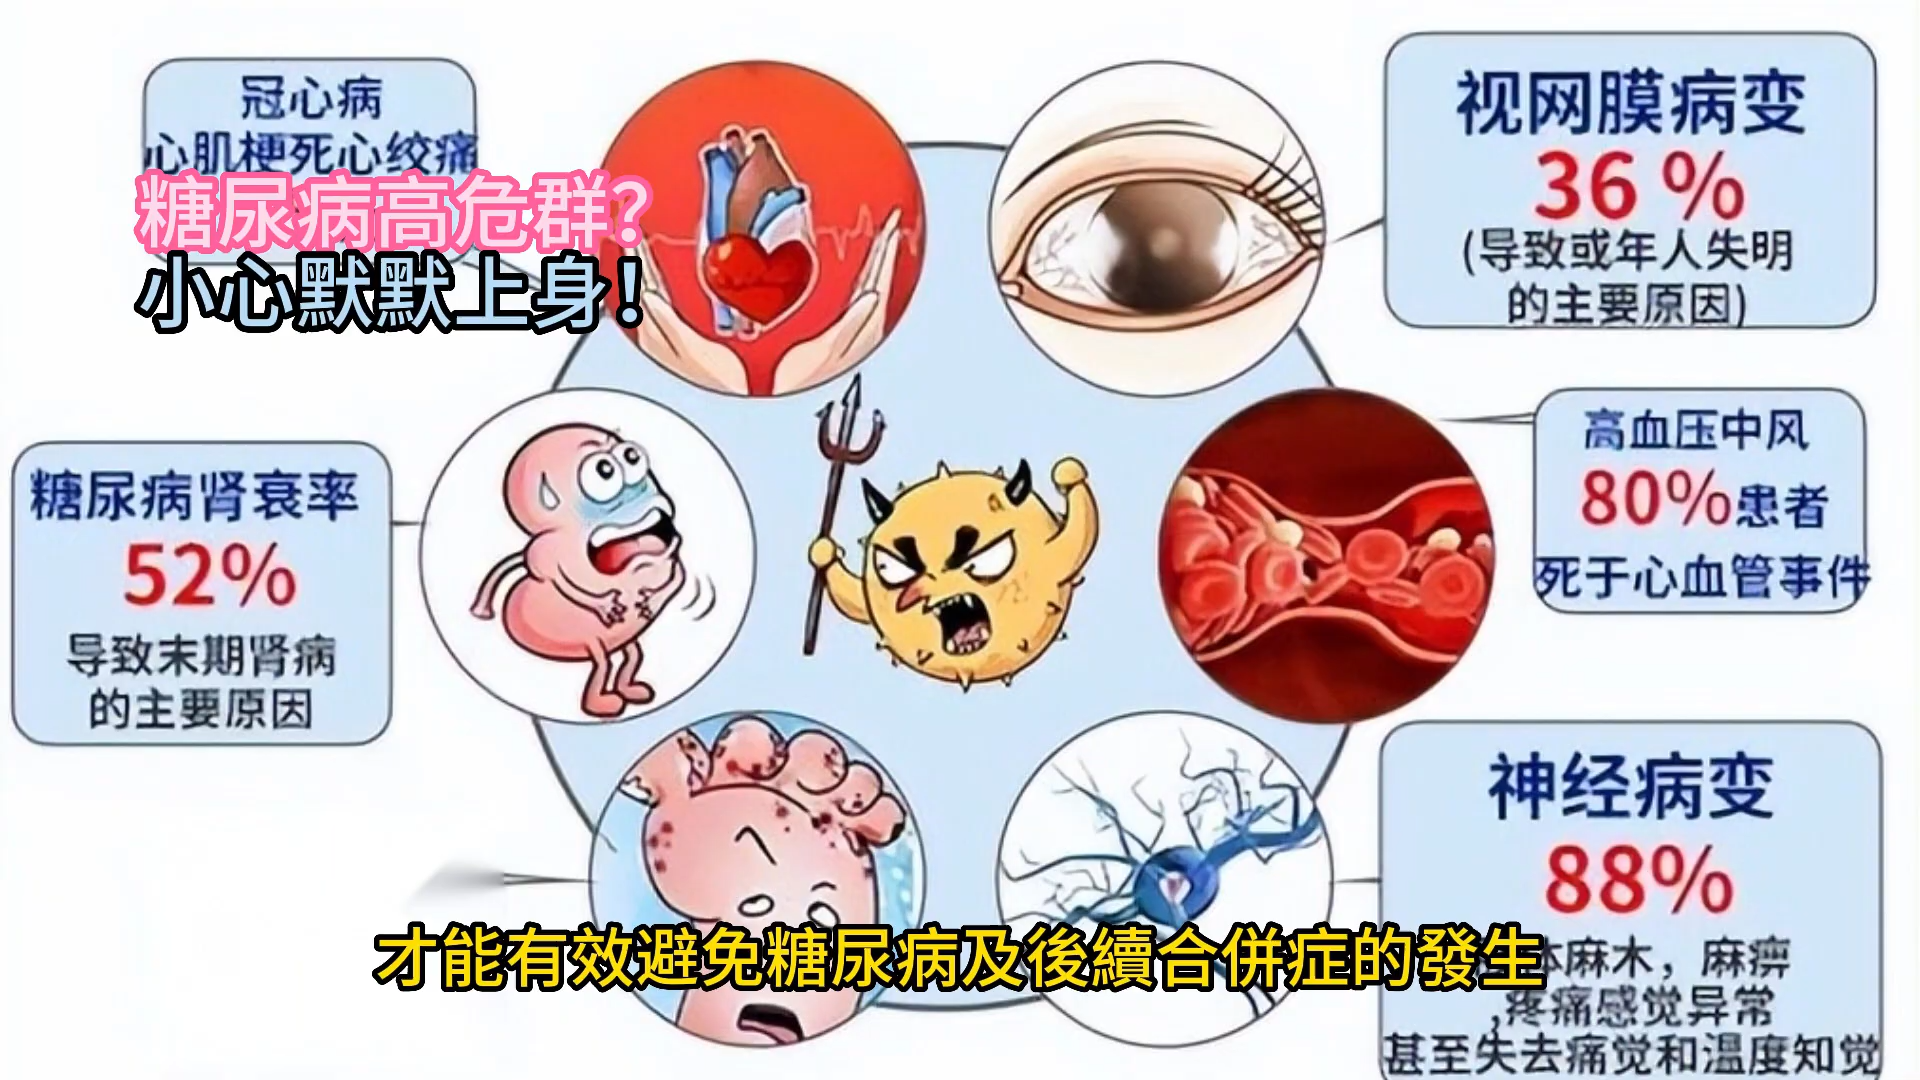 冠心病
心肌梗死心绞痛
糖尿病高危群?
小心默默上身!
视网膜病变
36 %
(导致或年人失明
的主要原因)
高血压中风
80%患者
死于心血管事件
糖尿病肾衰率
52%
导致末期肾病
的主要原因
神经病变
88%
体麻木，麻痹
,疼痛感觉异常
甚至失去痛觉和温度知觉
才能有效避免糖尿病及後續合併症的發生